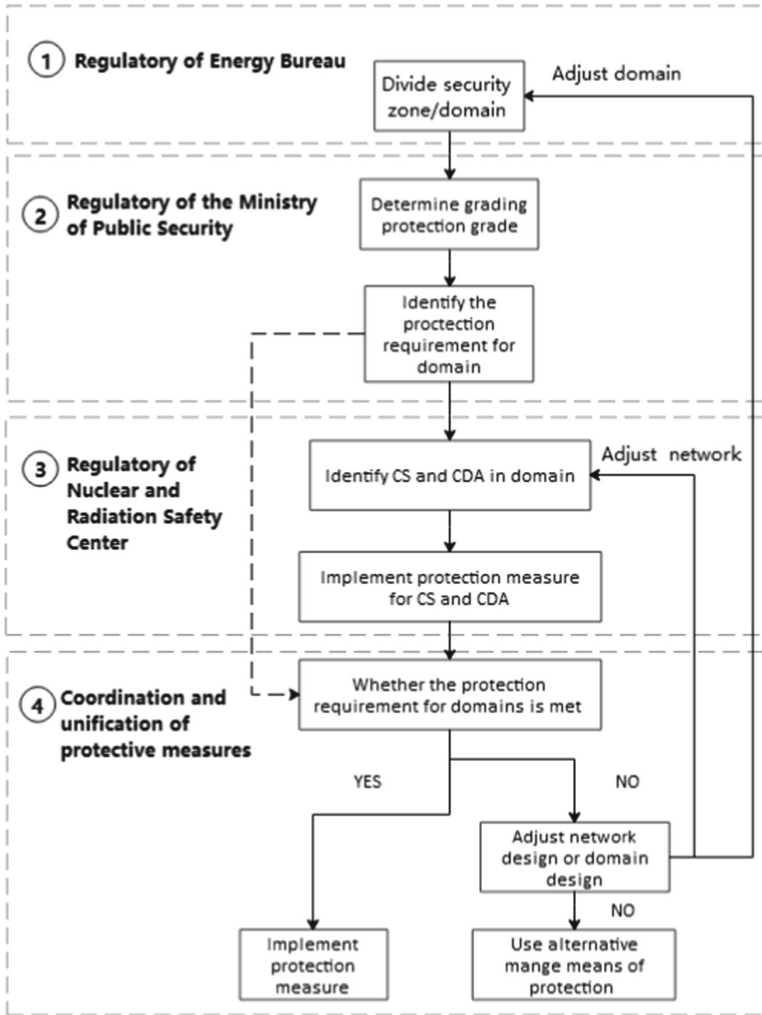 1 Regulatory of Energy Bureau
Divide security
zone/domain
Adjust domain
2 Regulatory of the Ministry
of Public Security
Determine grading
protection grade
Identify the
proctection
requirement for
domain
3 Regulatory of
Nuclear and
Radiation Safety
Center
Identify CS and CDA in domain
Adjust network
Implement protection measure
for CS and CDA
4 Coordination and
unification of
protective measures
Whether the protection
requirement for domains is met
YES
NO
Adjust network
design or domain
design
NO
Implement
protection
measure
Use alternative
mange means of
protection